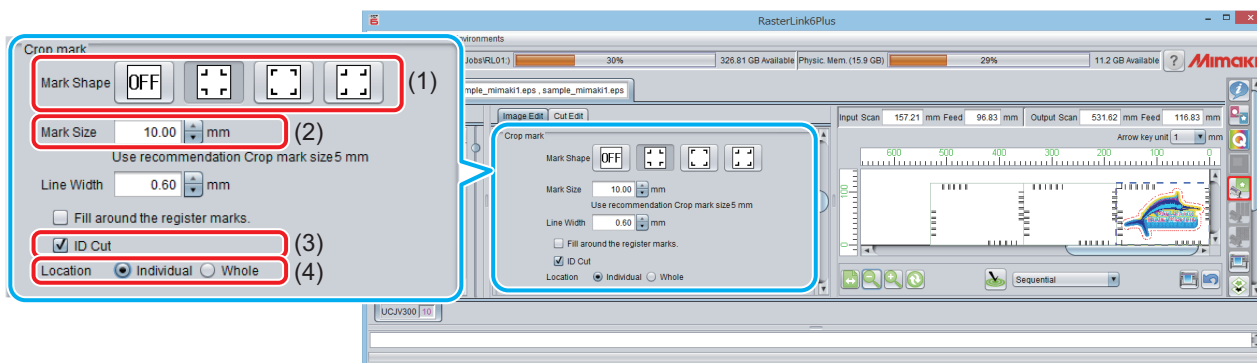 Crop mark
Mark Shape OFF (1)
Mark Size 10.00 mm (2)
Use recommendation Crop mark size5 mm
Line Width 0.60 mm
Fill around the register marks.
ID Cut (3)
Location Individual Whole (4)
RasterLink6Plus
vironments
Jobs\RL01:) 30% 326.81 GB Available Physic. Mem. (15.9 GB) 29% 11.2 GB Available ? Mimaki
mple_mimaki1.eps , sample_mimaki1.eps
Image Edit Cut Edit
Crop mark
Mark Shape OFF
Mark Size 10.00 mm
Use recommendation Crop mark size5 mm
Line Width 0.60 mm
Fill around the register marks.
ID Cut
Location Individual Whole
Input Scan 157.21 mm Feed 96.83 mm Output Scan 531.62 mm Feed 116.83 mm
Arrow key unit 1 mm
600 500 400 300 200 100 0
100
0
Sequential
UCJV300 10